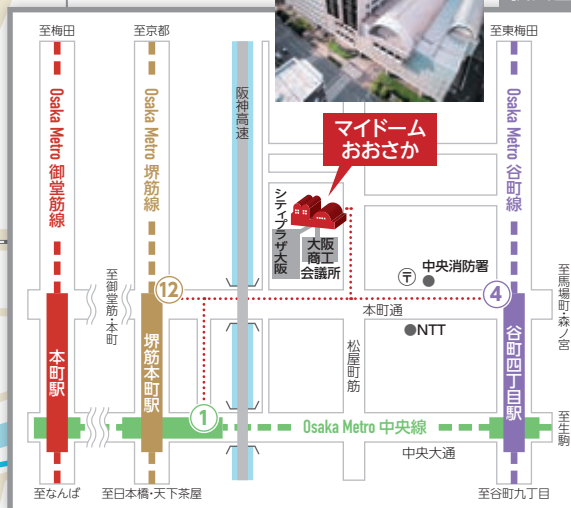 至梅田
至京都
至東梅田
Osaka Metro 御堂筋線
Osaka Metro 堺筋線
阪神高速
Osaka Metro 谷町線
マイドーム
おおさか
シティプラザ大阪
大阪
商工
会議所
中央消防署
〒
至御堂筋・本町
12
4
至馬場町・森ノ宮
本町通
NTT
本町駅
堺筋本町駅
松屋町筋
谷町四丁目駅
1
Osaka Metro 中央線
至生駒
中央大通
至なんば
至日本橋・天下茶屋
至谷町九丁目